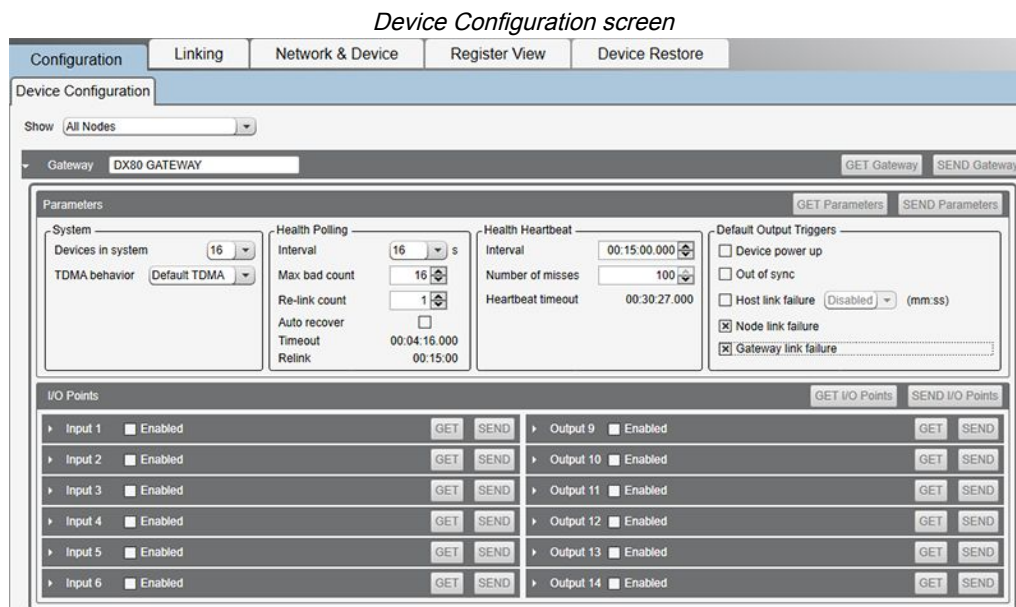 Device Configuration screen
Configuration Linking Network & Device Register View Device Restore
Device Configuration
Show All Nodes
Gateway DX80 GATEWAY GET Gateway SEND Gateway
Parameters GET Parameters SEND Parameters
System Health Polling Health Heartbeat Default Output Triggers
Devices in system 16 Interval 16 s Interval 00:15:00.000 Device power up
TDMA behavior Default TDMA Max bad count 16 Number of misses 100 Out of sync
Re-link count 1 Heartbeat timeout 00:30:27.000 Host link failure Disabled (mm:ss)
Auto recover Node link failure
Timeout 00:04:16.000 Gateway link failure
Relink 00:15:00
I/O Points GET I/O Points SEND I/O Points
Input 1 Enabled GET SEND Output 9 Enabled GET SEND
Input 2 Enabled GET SEND Output 10 Enabled GET SEND
Input 3 Enabled GET SEND Output 11 Enabled GET SEND
Input 4 Enabled GET SEND Output 12 Enabled GET SEND
Input 5 Enabled GET SEND Output 13 Enabled GET SEND
Input 6 Enabled GET SEND Output 14 Enabled GET SEND